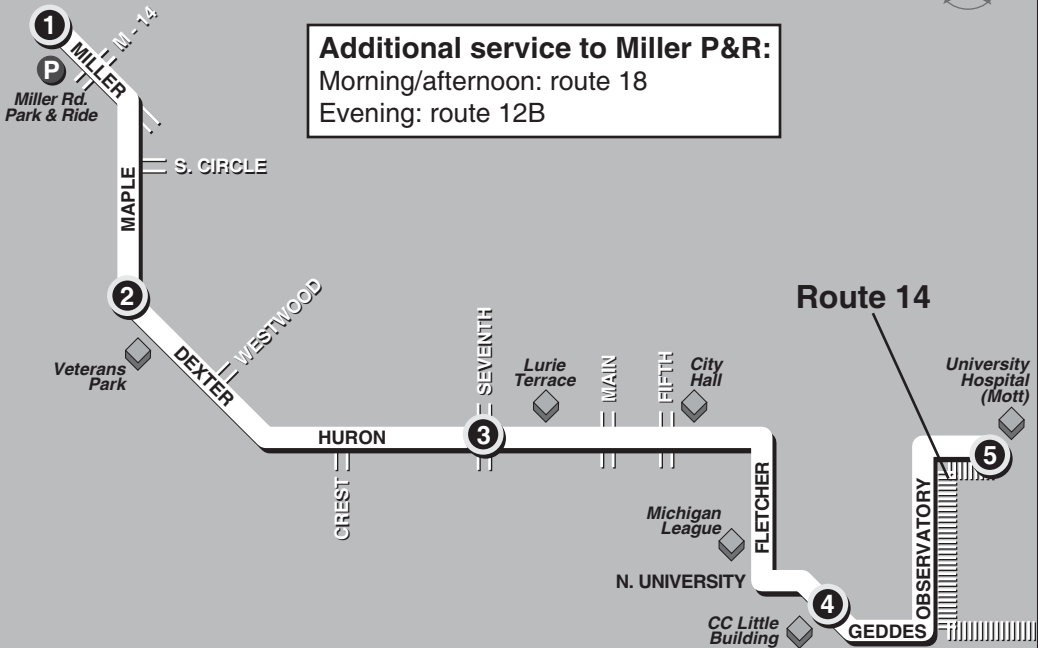 1
M - 14
MILLER
P
Miller Rd.
Park & Ride
Additional service to Miller P&R:
Morning/afternoon: route 18
Evening: route 12B
S. CIRCLE
MAPLE
2
WESTWOOD
Veterans
Park
DEXTER
HURON
CREST
SEVENTH
3
Lurie
Terrace
MAIN
FIFTH
City
Hall
Route 14
University
Hospital
(Mott)
5
FLETCHER
Michigan
League
N. UNIVERSITY
4
CC Little
Building
GEDDES
OBSERVATORY